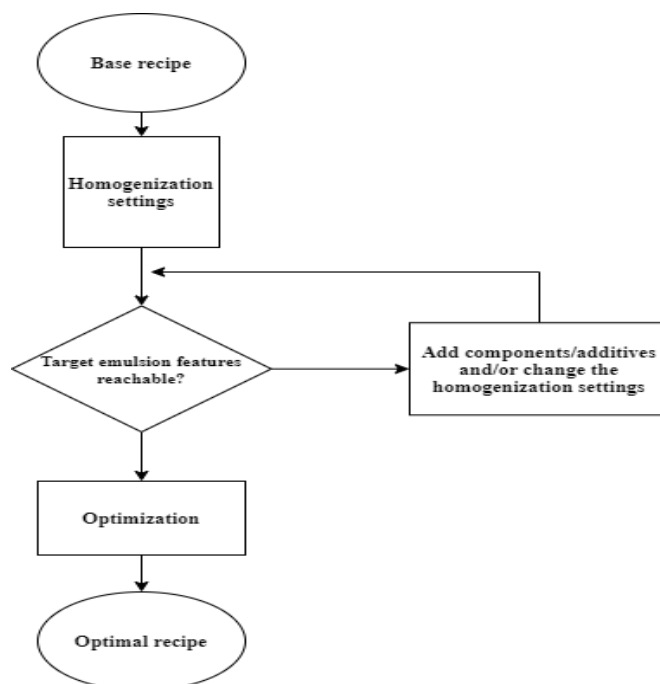 Base recipe
Homogenization
settings
Target emulsion features
reachable?
Add components/additives
and/or change the
homogenization settings
Optimization
Optimal recipe